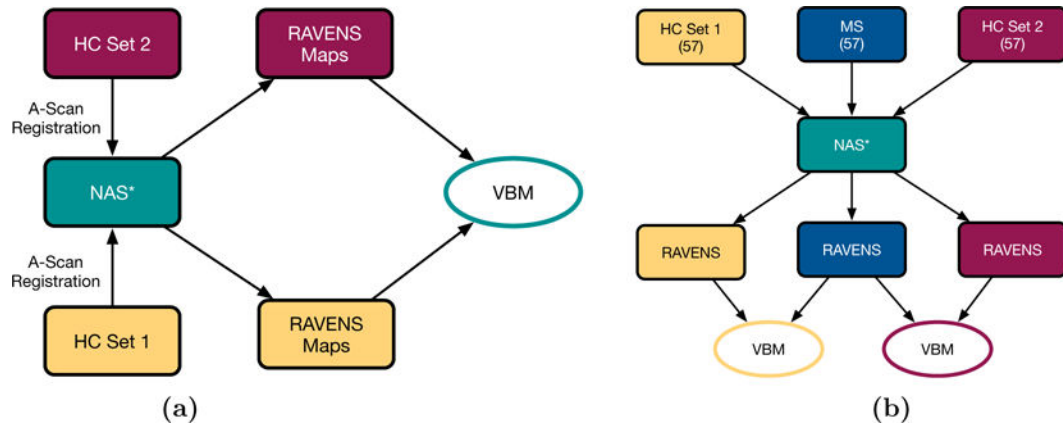 HC Set 2
RAVENS
Maps
A-Scan
Registration
NAS*
VBM
A-Scan
Registration
HC Set 1
RAVENS
Maps
(a)
HC Set 1
(57)
MS
(57)
HC Set 2
(57)
NAS*
RAVENS
RAVENS
RAVENS
VBM
VBM
(b)